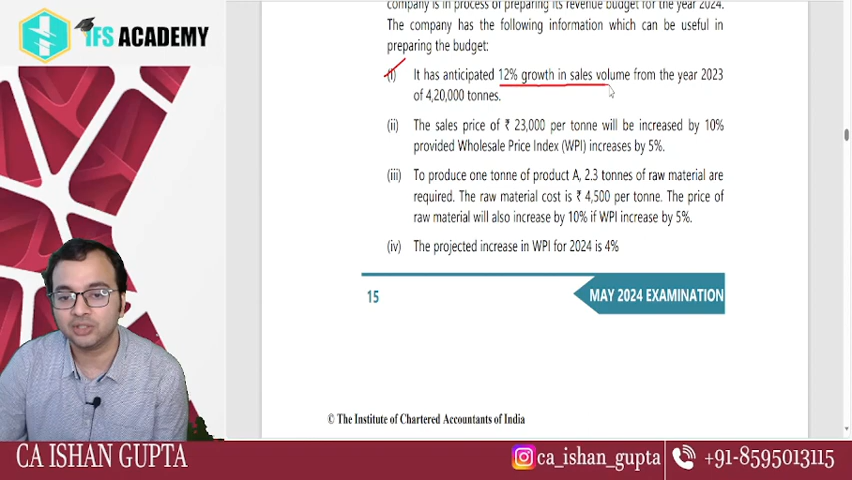 IFS ACADEMY
company is in process of preparing its revenue budget for the year 2024.
The company has the following information which can be useful in
preparing the budget:
(i) It has anticipated 12% growth in sales volume from the year 2023
of 4,20,000 tonnes.
(ii) The sales price of ₹ 23,000 per tonne will be increased by 10%
provided Wholesale Price Index (WPI) increases by 5%.
(iii) To produce one tonne of product A, 2.3 tonnes of raw material are
required. The raw material cost is ₹ 4,500 per tonne. The price of
raw material will also increase by 10% if WPI increase by 5%.
(iv) The projected increase in WPI for 2024 is 4%
15
MAY 2024 EXAMINATION
© The Institute of Chartered Accountants of India
CA ISHAN GUPTA
ca_ishan_gupta
+91-8595013115